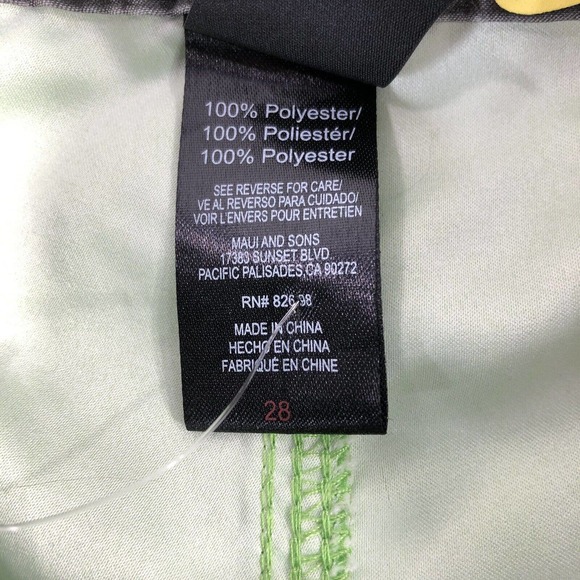 100% Polyester/
100% Poliestér/
100% Polyester
SEE REVERSE FOR CARE/
VE AL REVERSO PARA CUIDADO/
VOIR L'ENVERS POUR ENTRETIEN
MAUI AND SONS
17383 SUNSET BLVD.
PACIFIC PALISADES,CA 90272
RN#
MADE IN CHINA
HECHO EN CHINA
FABRIQUÉ EN CHINE
28